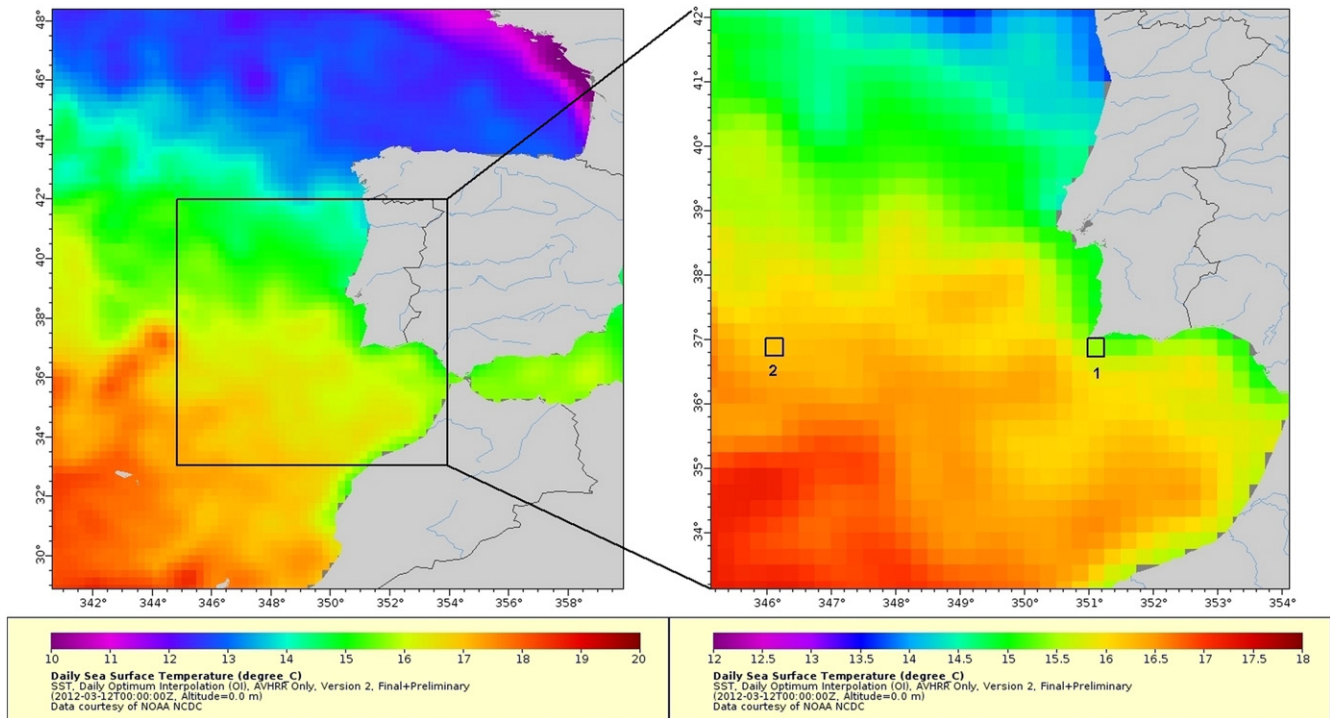 48°
46°
44°
42°
40°
38°
36°
34°
32°
30°
342° 344° 346° 348° 350° 352° 354° 356° 358°
42°
41°
40°
39°
38°
37°
36°
35°
34°
2
1
346° 347° 348° 349° 350° 351° 352° 353° 354°
10 11 12 13 14 15 16 17 18 19 20
Daily Sea Surface Temperature (degree_C)
SST, Daily Optimum Interpolation (OI), AVHRR Only, Version 2, Final+Preliminary
(2012-03-12T00:00:00Z, Altitude=0.0 m)
Data courtesy of NOAA NCDC
12 12.5 13 13.5 14 14.5 15 15.5 16 16.5 17 17.5 18
Daily Sea Surface Temperature (degree_C)
SST, Daily Optimum Interpolation (OI), AVHRR Only, Version 2, Final+Preliminary
(2012-03-12T00:00:00Z, Altitude=0.0 m)
Data courtesy of NOAA NCDC